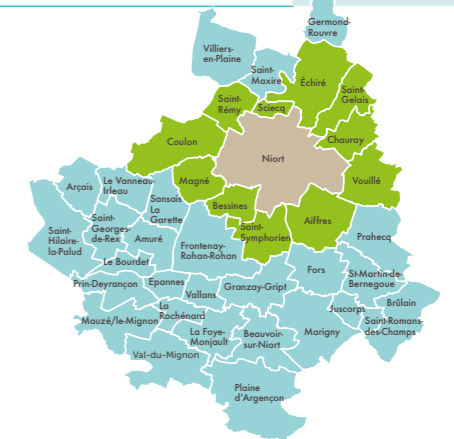 Germond-
Rouvre
Villiers-
en-Plaine
Saint-
Maxire
Échiré
Saint-
Gelais
Saint-
Rémy
Sciecq
Coulon
Chauray
Niort
Magné
Vouillé
Arçais
Le Vanneau-
Irleau
Sansais
La
Garette
Bessines
Aiffres
Saint-
Hilaire-
la-Palud
Saint-
Georges-
de-Rex
Amuré
Frontenay-
Rohan-Rohan
Saint-
Symphorien
Prahecq
Le Bourdet
Fors
St-Martin-de-
Bernegoue
Prin-Deyrançon
Épannes
Vallans
Granzay-Gript
Brûlain
Mauzé/le-Mignon
La
Rochénard
Juscorps
Saint-Romans-
des-Champs
La Foye-
Monjault
Beauvoir-
sur-Niort
Marigny
Val-du-Mignon
Plaine
d'Argençon